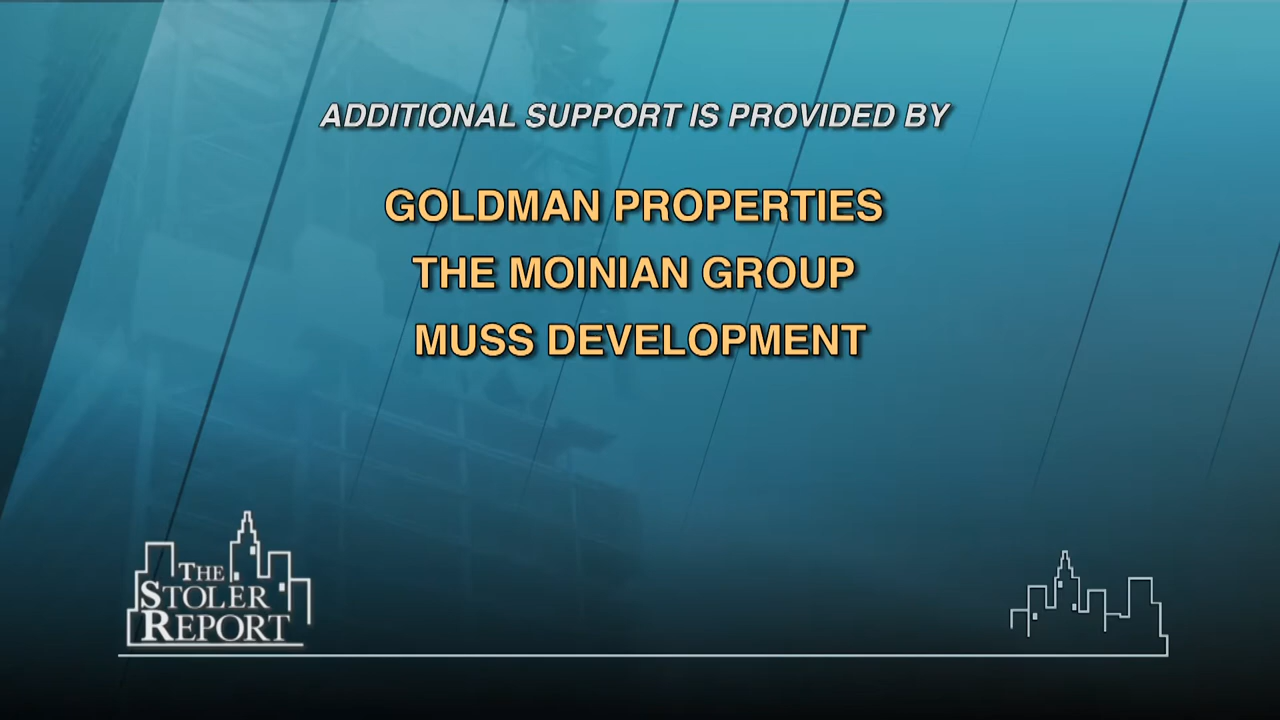 ADDITIONAL SUPPORT IS PROVIDED BY
GOLDMAN PROPERTIES
THE MOINIAN GROUP
MUSS DEVELOPMENT
THE
STOLER
REPORT